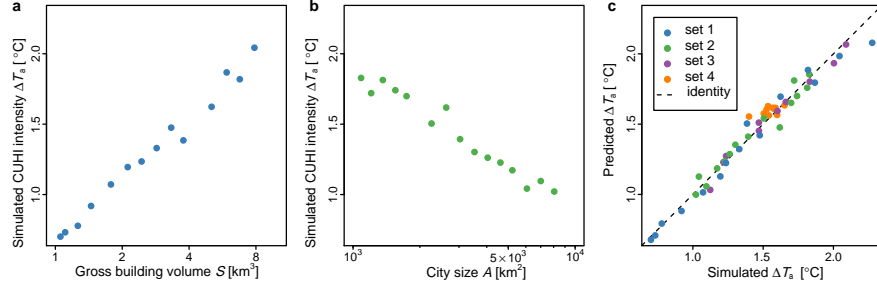 a
Simulated CUHI intensity ΔTa [°C]
2.0
1.5
1.0
1
2
4
8
Gross building volume S [km³]
b
Simulated CUHI intensity ΔTa [°C]
2.0
1.5
1.0
10³
5×10³
10⁴
City size A [km²]
c
Predicted ΔTa [°C]
2.0
1.5
1.0
set 1
set 2
set 3
set 4
identity
1.0
1.5
2.0
Simulated ΔTa [°C]